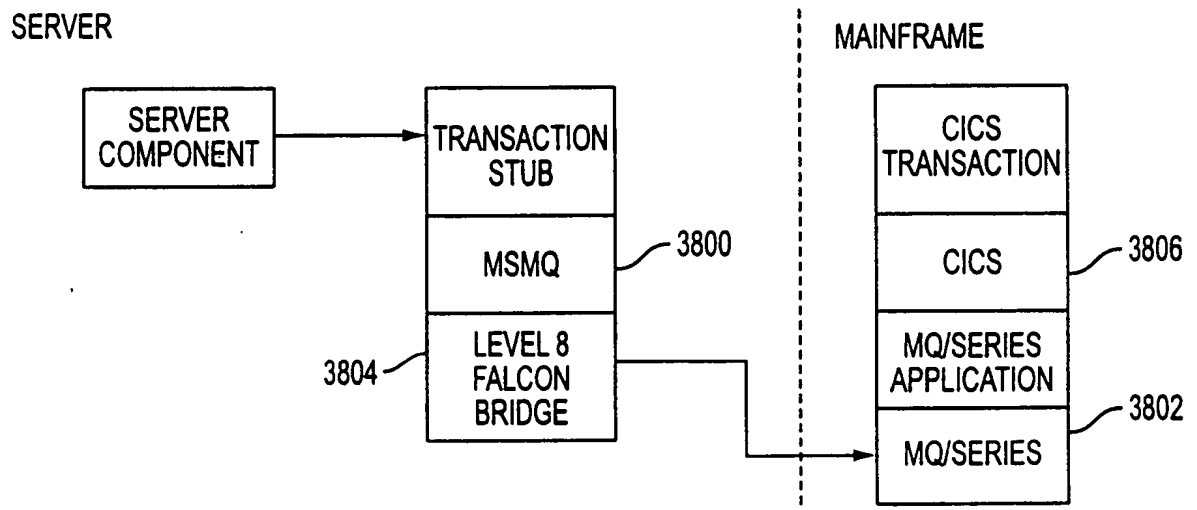 SERVER
MAINFRAME
SERVER
COMPONENT
TRANSACTION
STUB
MSMQ
3800
LEVEL 8
FALCON
BRIDGE
3804
CICS
TRANSACTION
CICS
3806
MQ/SERIES
APPLICATION
MQ/SERIES
3802